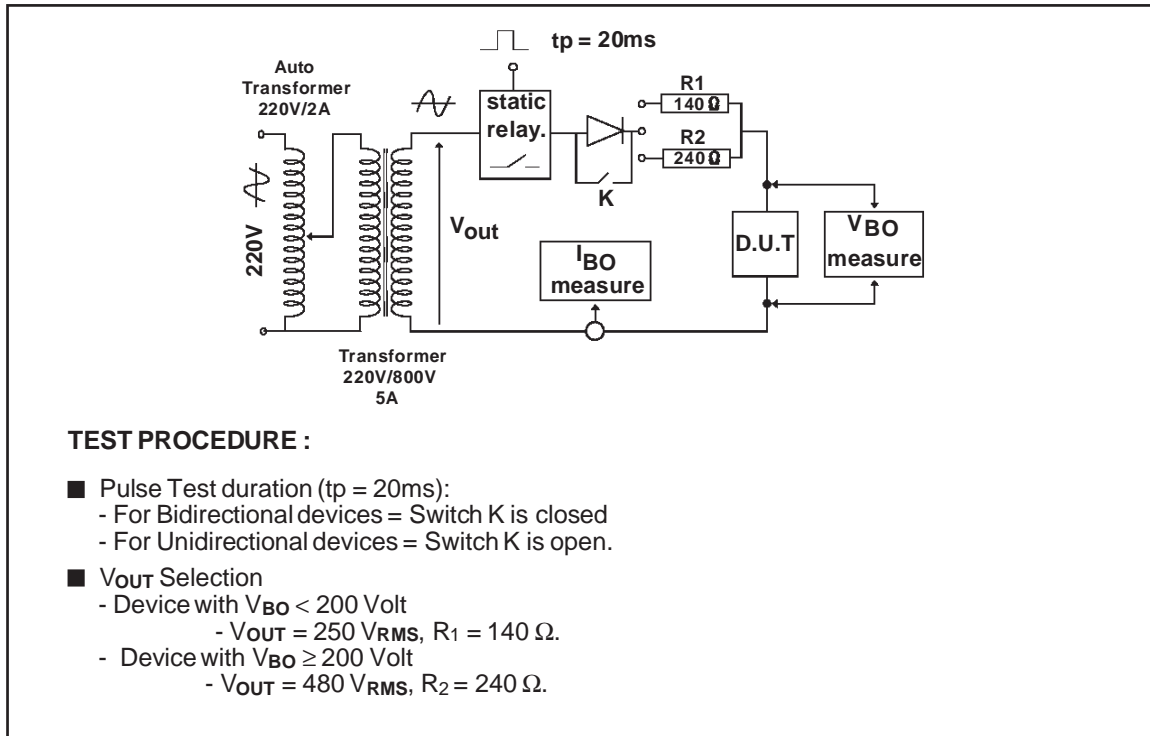 tp = 20ms
Auto
Transformer
220V/2A
static
relay.
R1
140 Ω
R2
240 Ω
K
220V
Vout
IBO
measure
D.U.T
VBO
measure
Transformer
220V/800V
5A
TEST PROCEDURE :
■ Pulse Test duration (tp = 20ms):
- For Bidirectional devices = Switch K is closed
- For Unidirectional devices = Switch K is open.
■ VOUT Selection
- Device with VBO < 200 Volt
- VOUT = 250 VRMS, R1 = 140 Ω.
- Device with VBO ≥ 200 Volt
- VOUT = 480 VRMS, R2 = 240 Ω.